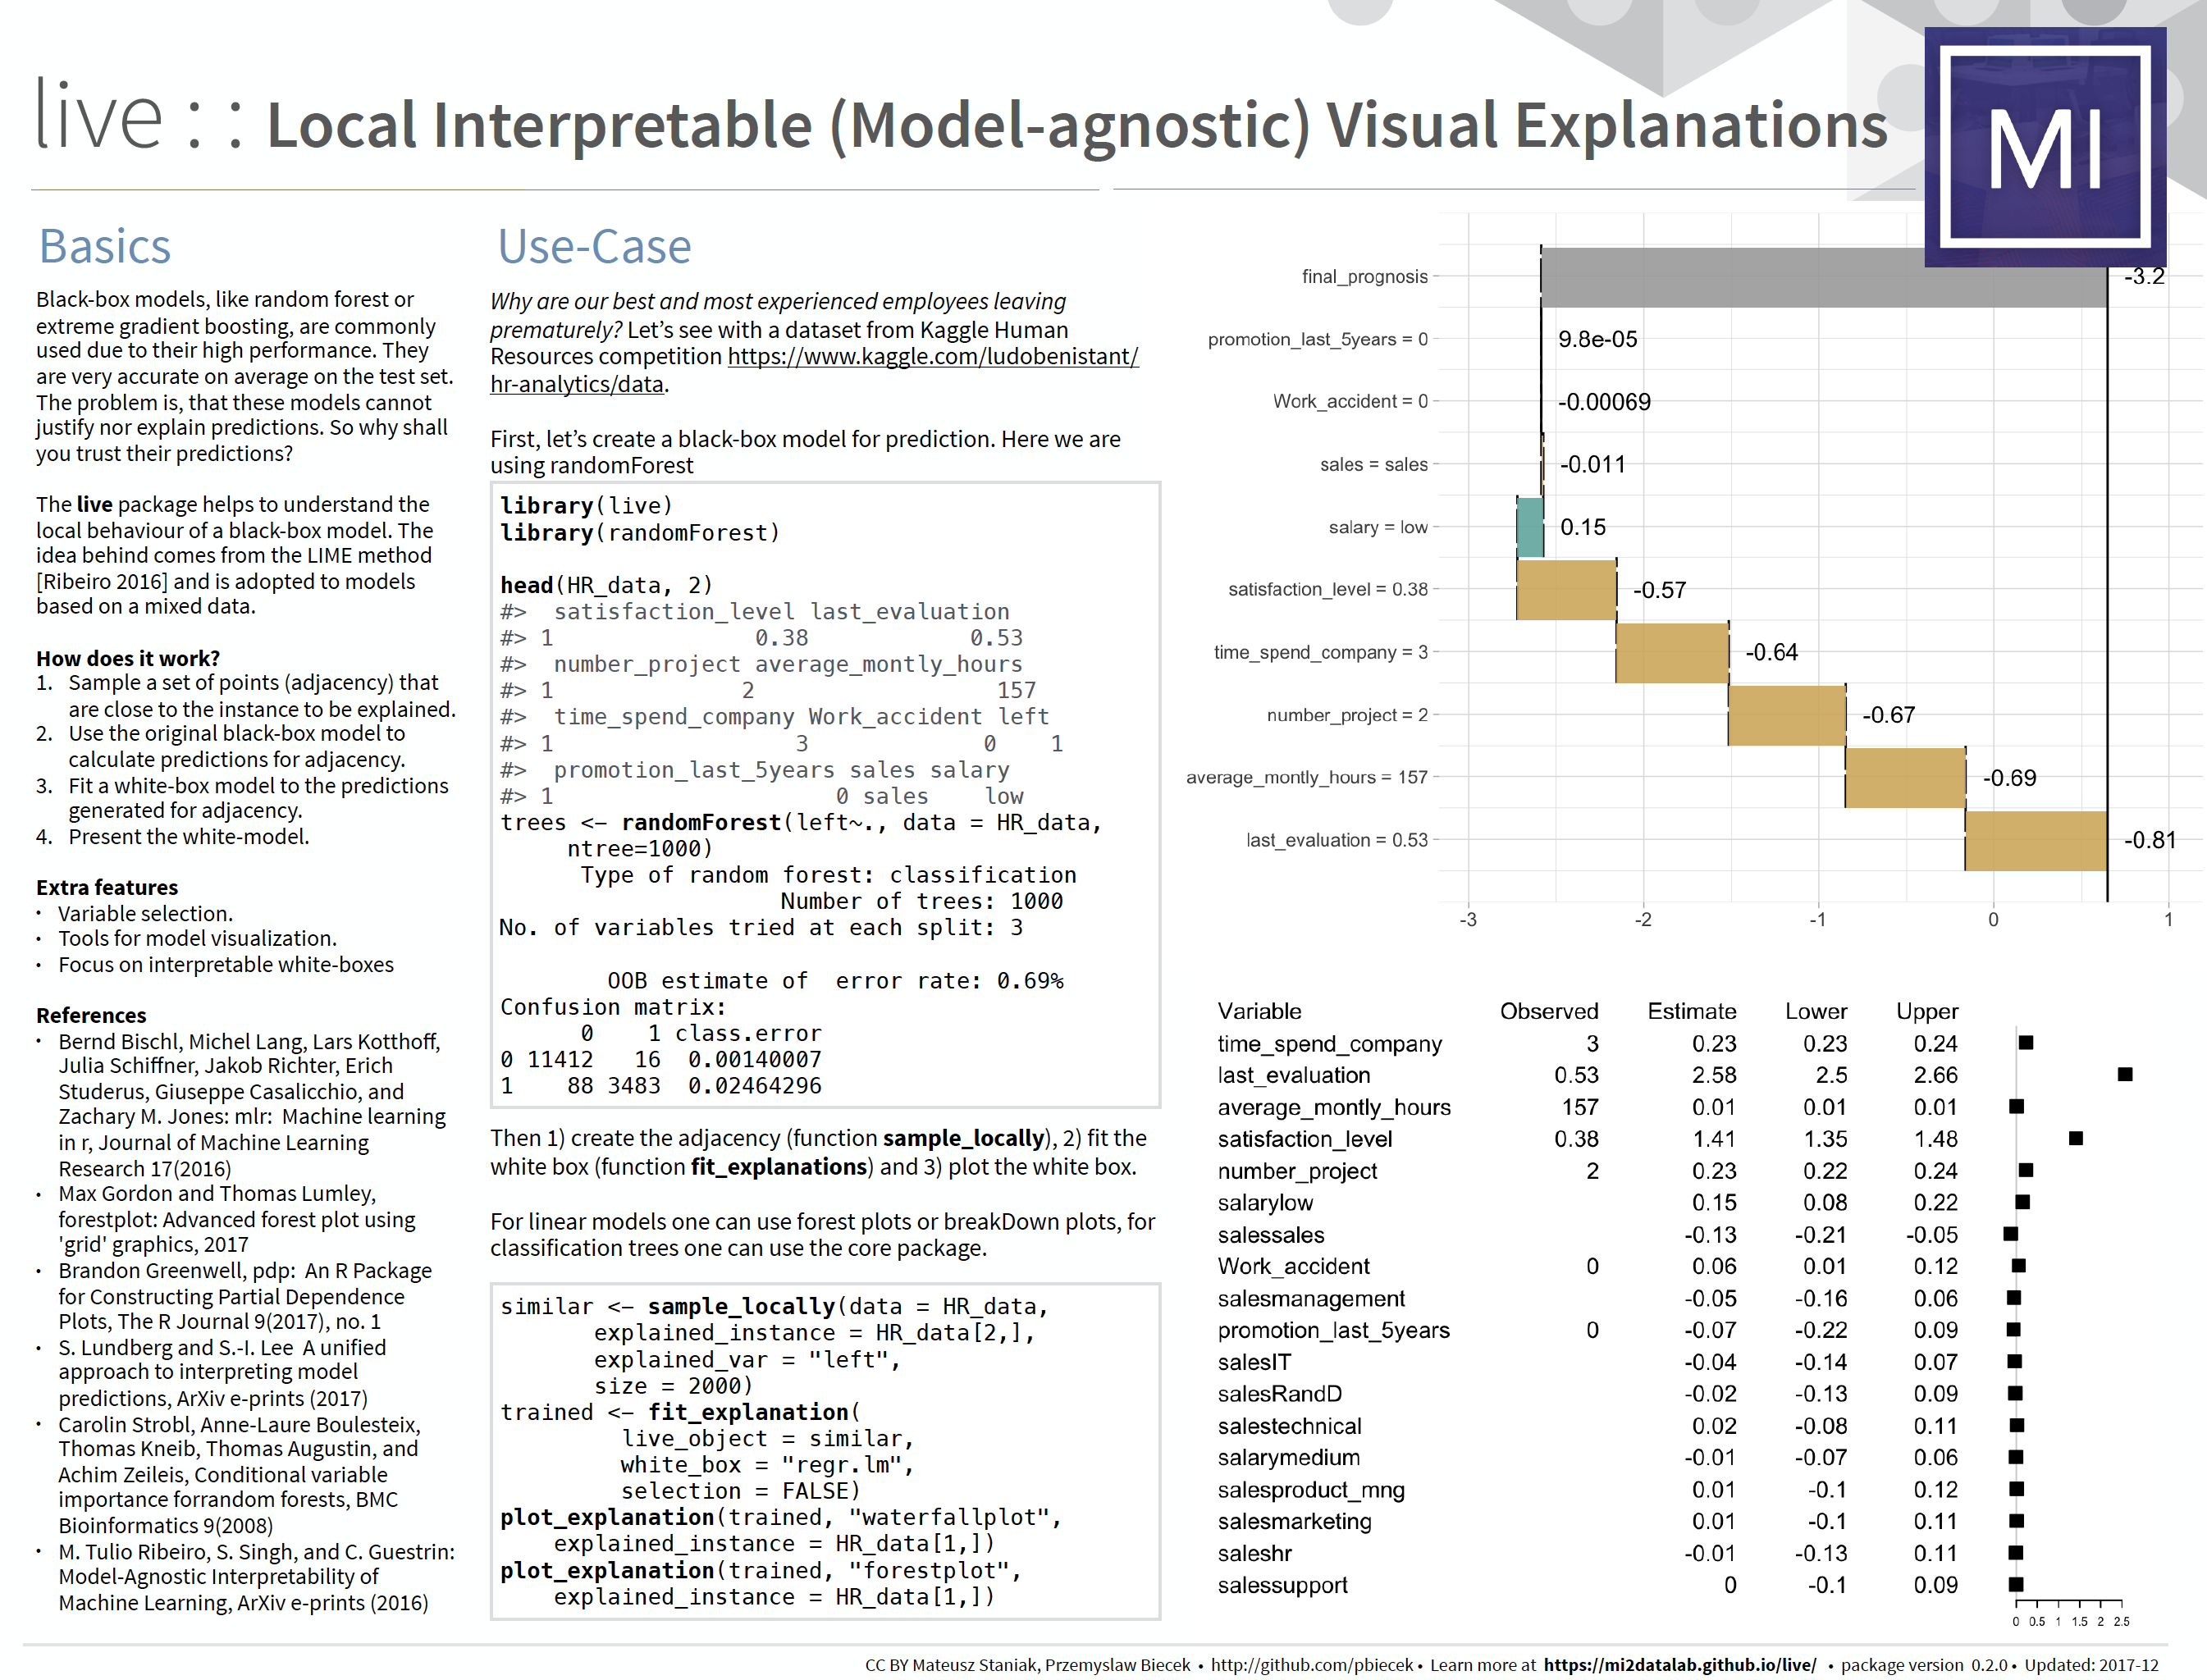 live : : Local Interpretable (Model-agnostic) Visual Explanations
MI
Basics
Black-box models, like random forest or
extreme gradient boosting, are commonly
used due to their high performance. They
are very accurate on average on the test set.
The problem is, that these models cannot
justify nor explain predictions. So why shall
you trust their predictions?
The live package helps to understand the
local behaviour of a black-box model. The
idea behind comes from the LIME method
[Ribeiro 2016] and is adopted to models
based on a mixed data.
How does it work?
1. Sample a set of points (adjacency) that
are close to the instance to be explained.
2. Use the original black-box model to
calculate predictions for adjacency.
3. Fit a white-box model to the predictions
generated for adjacency.
4. Present the white-model.
Extra features
• Variable selection.
• Tools for model visualization.
• Focus on interpretable white-boxes
References
• Bernd Bischl, Michel Lang, Lars Kotthoff,
Julia Schiffner, Jakob Richter, Erich
Studerus, Giuseppe Casalicchio, and
Zachary M. Jones: mlr: Machine learning
in r, Journal of Machine Learning
Research 17(2016)
• Max Gordon and Thomas Lumley,
forestplot: Advanced forest plot using
'grid' graphics, 2017
• Brandon Greenwell, pdp: An R Package
for Constructing Partial Dependence
Plots, The R Journal 9(2017), no. 1
• S. Lundberg and S.-I. Lee A unified
approach to interpreting model
predictions, ArXiv e-prints (2017)
• Carolin Strobl, Anne-Laure Boulesteix,
Thomas Kneib, Thomas Augustin, and
Achim Zeileis, Conditional variable
importance forrandom forests, BMC
Bioinformatics 9(2008)
• M. Tulio Ribeiro, S. Singh, and C. Guestrin:
Model-Agnostic Interpretability of
Machine Learning, ArXiv e-prints (2016)
Use-Case
Why are our best and most experienced employees leaving
prematurely? Let’s see with a dataset from Kaggle Human
Resources competition https://www.kaggle.com/ludobenistant/
hr-analytics/data.
First, let’s create a black-box model for prediction. Here we are
using randomForest
library(live)
library(randomForest)
head(HR_data, 2)
#> satisfaction_level last_evaluation
#> 1 0.38 0.53
#> number_project average_montly_hours
#> 1 2 157
#> time_spend_company Work_accident left
#> 1 3 0 1
#> promotion_last_5years sales salary
#> 1 0 sales low
trees <- randomForest(left~., data = HR_data,
ntree=1000)
Type of random forest: classification
Number of trees: 1000
No. of variables tried at each split: 3
OOB estimate of error rate: 0.69%
Confusion matrix:
0 1 class.error
0 11412 16 0.00140007
1 88 3483 0.02464296
Then 1) create the adjacency (function sample_locally), 2) fit the
white box (function fit_explanations) and 3) plot the white box.
For linear models one can use forest plots or breakDown plots, for
classification trees one can use the core package.
similar <- sample_locally(data = HR_data,
explained_instance = HR_data[2,],
explained_var = "left",
size = 2000)
trained <- fit_explanation(
live_object = similar,
white_box = "regr.lm",
selection = FALSE)
plot_explanation(trained, "waterfallplot",
explained_instance = HR_data[1,])
plot_explanation(trained, "forestplot",
explained_instance = HR_data[1,])
final_prognosis -3.2
promotion_last_5years = 0 9.8e-05
Work_accident = 0 -0.00069
sales = sales -0.011
salary = low 0.15
satisfaction_level = 0.38 -0.57
time_spend_company = 3 -0.64
number_project = 2 -0.67
average_montly_hours = 157 -0.69
last_evaluation = 0.53 -0.81
-3 -2 -1 0 1
Variable Observed Estimate Lower Upper
time_spend_company 3 0.23 0.23 0.24
last_evaluation 0.53 2.58 2.5 2.66
average_montly_hours 157 0.01 0.01 0.01
satisfaction_level 0.38 1.41 1.35 1.48
number_project 2 0.23 0.22 0.24
salarylow 0.15 0.08 0.22
salessales -0.13 -0.21 -0.05
Work_accident 0 0.06 0.01 0.12
salesmanagement -0.05 -0.16 0.06
promotion_last_5years 0 -0.07 -0.22 0.09
salesIT -0.04 -0.14 0.07
salesRandD -0.02 -0.13 0.09
salestechnical 0.02 -0.08 0.11
salarymedium -0.01 -0.07 0.06
salesproduct_mng 0.01 -0.1 0.12
salesmarketing 0.01 -0.1 0.11
saleshr -0.01 -0.13 0.11
salessupport 0 -0.1 0.09
0 0.5 1 1.5 2 2.5
CC BY Mateusz Staniak, Przemyslaw Biecek • http://github.com/pbiecek • Learn more at https://mi2datalab.github.io/live/ • package version 0.2.0 • Updated: 2017-12